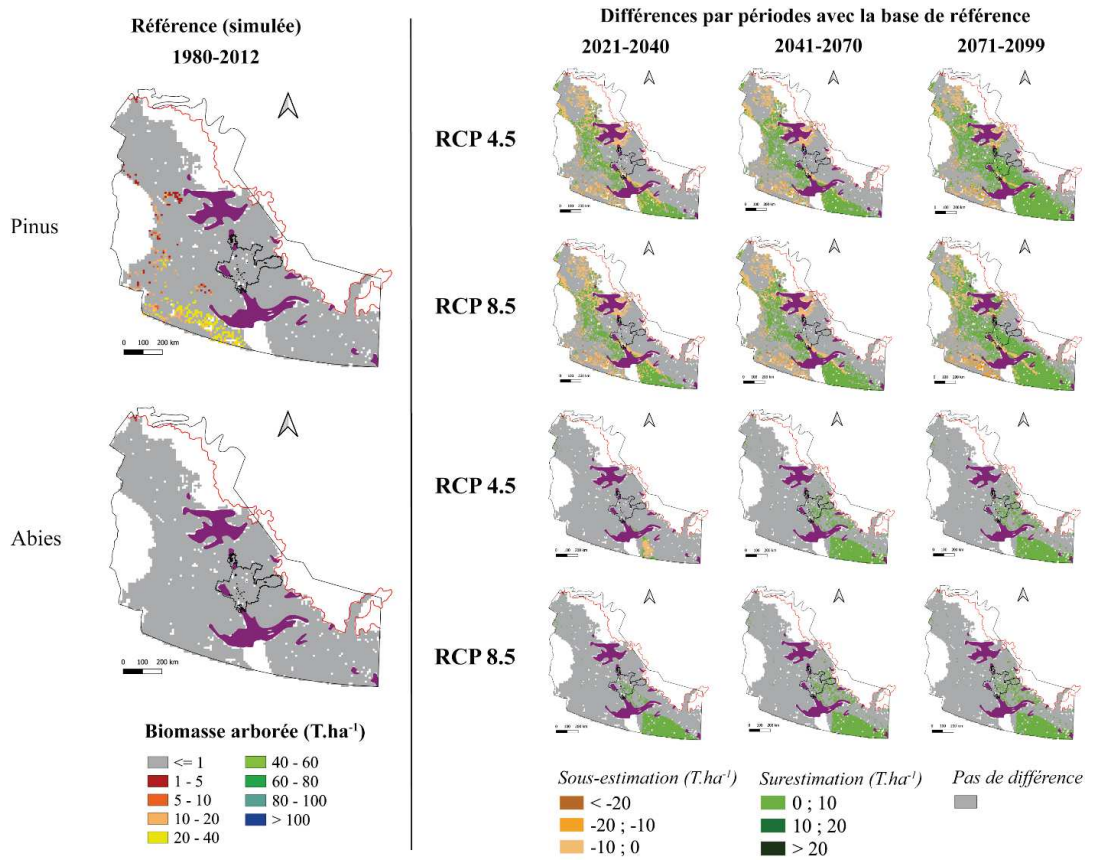 Référence (simulée)
1980-2012
Différences par périodes avec la base de référence
2021-2040 2041-2070 2071-2099
Pinus
RCP 4.5
RCP 8.5
0 100 200 km
Abies
RCP 4.5
RCP 8.5
0 100 200 km
Biomasse arborée (T.ha⁻¹)
<= 1
1 - 5
5 - 10
10 - 20
20 - 40
40 - 60
60 - 80
80 - 100
> 100
Sous-estimation (T.ha⁻¹)
< -20
-20 ; -10
-10 ; 0
Surestimation (T.ha⁻¹)
0 ; 10
10 ; 20
> 20
Pas de différence